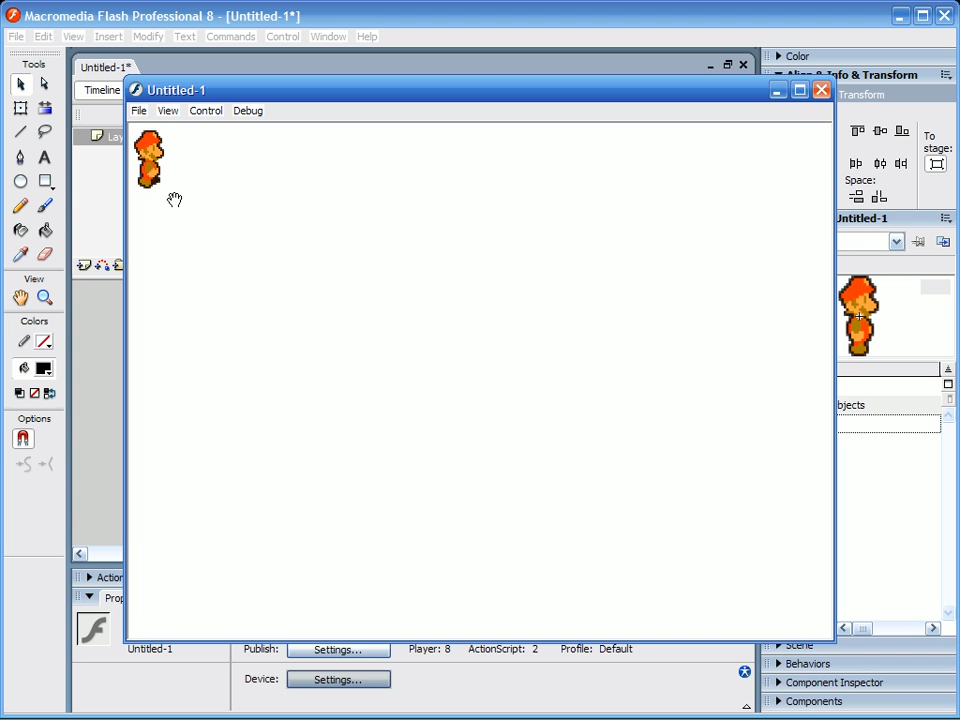 Macromedia Flash Professional 8 - [Untitled-1*]
File Edit View Insert Modify Text Commands Control Window Help
Tools
Untitled-1*
Color
Align & Info & Transform
Timeline
Untitled-1
Transform
File View Control Debug
Lay
To
stage:
Space:
Untitled-1
View
Colors
bjects
Options
Action
Prop
Untitled-1
Publish:
Settings...
Player: 8
ActionScript: 2
Profile: Default
Device:
Settings...
Scene
Behaviors
Component Inspector
Components